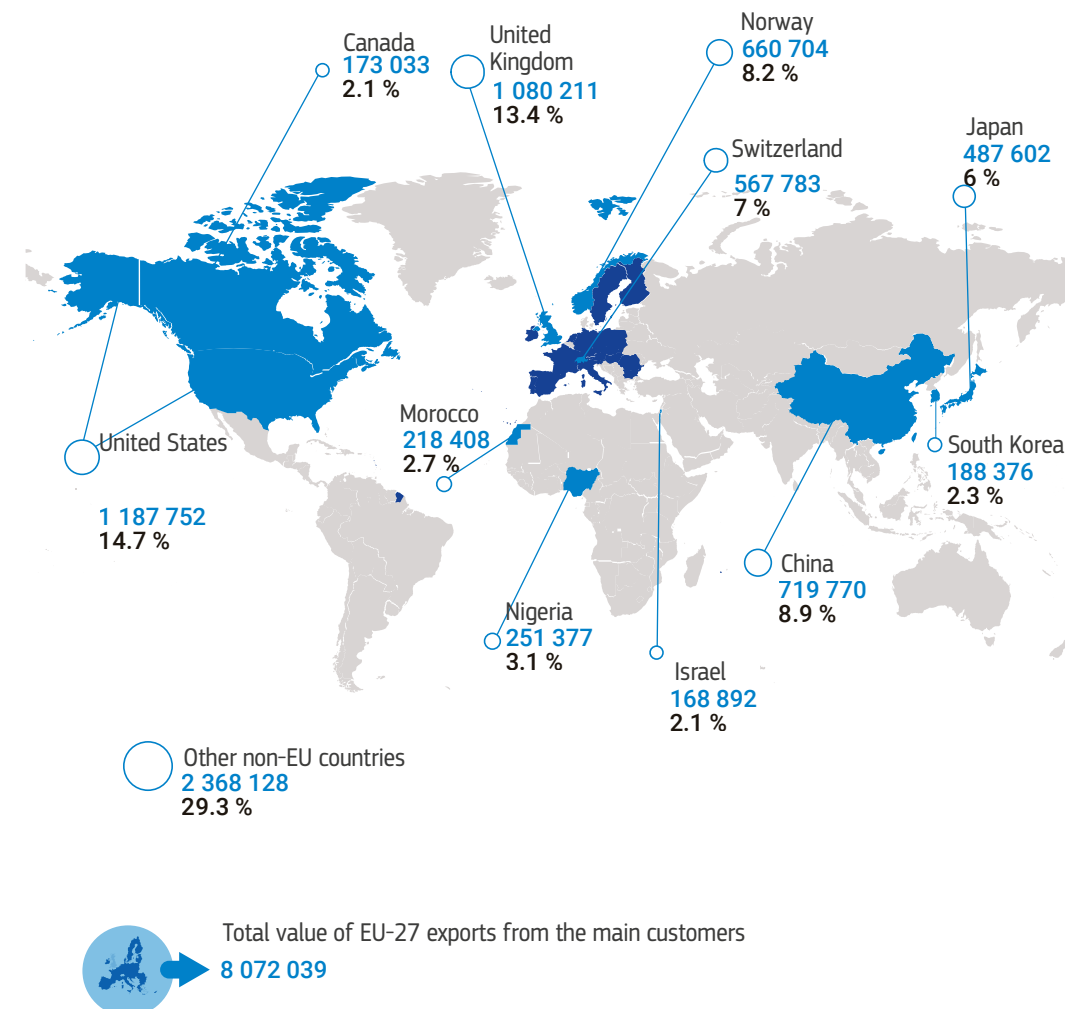 Canada
173 033
2.1 %
United
Kingdom
1 080 211
13.4 %
Norway
660 704
8.2 %
Switzerland
567 783
7 %
Japan
487 602
6 %
United States
1 187 752
14.7 %
Morocco
218 408
2.7 %
South Korea
188 376
2.3 %
China
719 770
8.9 %
Nigeria
251 377
3.1 %
Israel
168 892
2.1 %
Other non-EU countries
2 368 128
29.3 %
Total value of EU-27 exports from the main customers
8 072 039